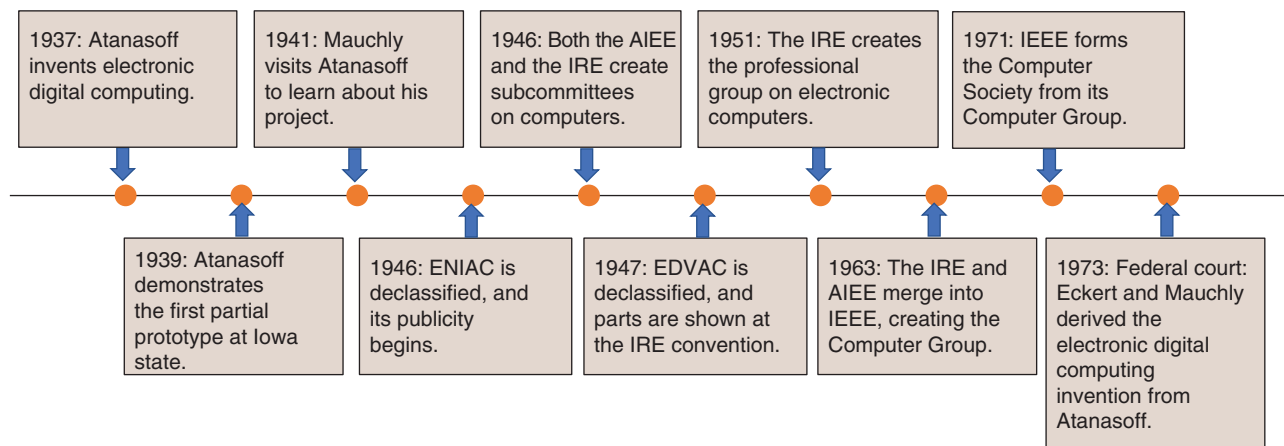 1937: Atanasoff
invents electronic
digital computing.
1939: Atanasoff
demonstrates
the first partial
prototype at Iowa
state.
1941: Mauchly
visits Atanasoff
to learn about his
project.
1946: ENIAC is
declassified, and
its publicity
begins.
1946: Both the AIEE
and the IRE create
subcommittees
on computers.
1947: EDVAC is
declassified, and
parts are shown at
the IRE convention.
1951: The IRE creates
the professional
group on electronic
computers.
1963: The IRE and
AIEE merge into
IEEE, creating the
Computer Group.
1971: IEEE forms
the Computer
Society from its
Computer Group.
1973: Federal court:
Eckert and Mauchly
derived the
electronic digital
computing
invention from
Atanasoff.